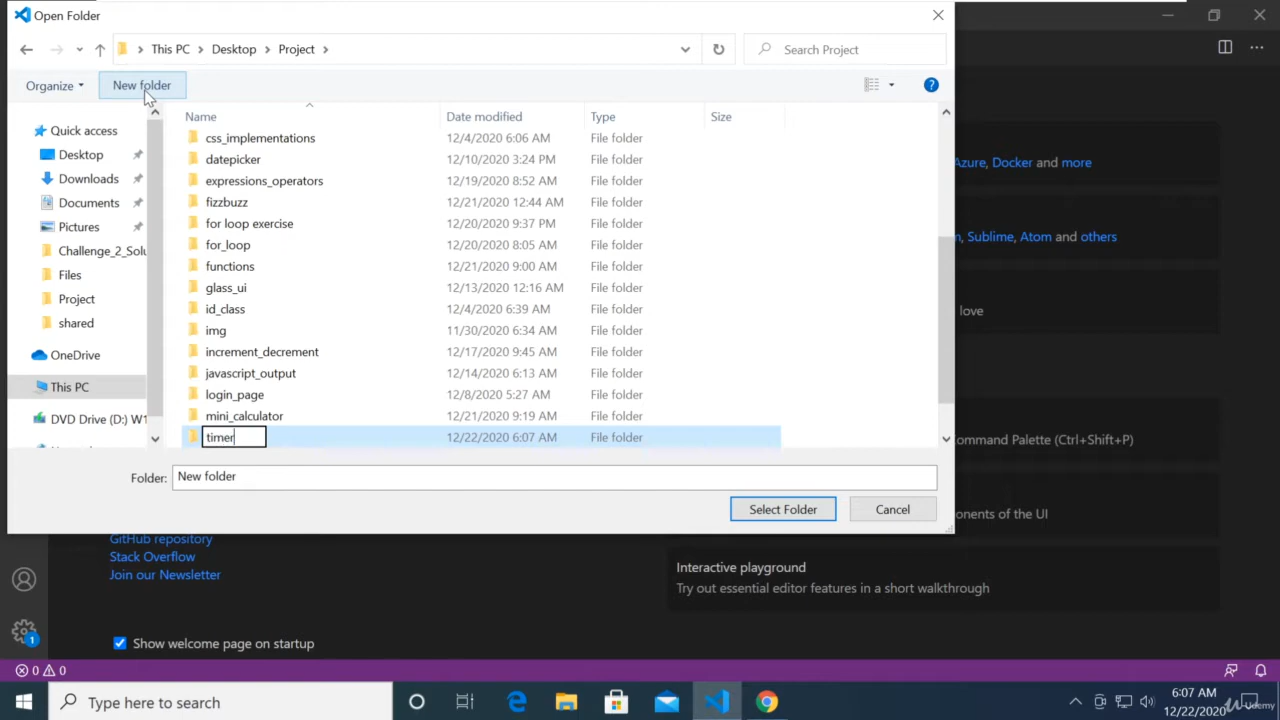 Open Folder
This PC
Desktop
Project
Search Project
Organize
New folder
?
Name
Date modified
Type
Size
Quick access
Desktop
Downloads
Documents
Pictures
Challenge_2_Solu
Files
Project
shared
OneDrive
This PC
DVD Drive (D:) W1
css_implementations 12/4/2020 6:06 AM File folder
datepicker 12/10/2020 3:24 PM File folder
expressions_operators 12/19/2020 8:52 AM File folder
fizzbuzz 12/21/2020 12:44 AM File folder
for loop exercise 12/20/2020 9:37 PM File folder
for_loop 12/20/2020 8:05 AM File folder
functions 12/21/2020 9:00 AM File folder
glass_ui 12/13/2020 12:16 AM File folder
id_class 12/4/2020 6:39 AM File folder
img 11/30/2020 6:34 AM File folder
increment_decrement 12/17/2020 9:45 AM File folder
javascript_output 12/14/2020 6:13 AM File folder
login_page 12/8/2020 5:27 AM File folder
mini_calculator 12/21/2020 9:19 AM File folder
timer 12/22/2020 6:07 AM File folder
Folder: New folder
Select Folder
Cancel
Azure, Docker and more
n, Sublime, Atom and others
love
ommand Palette (Ctrl+Shift+P)
onents of the UI
GitHub repository
Stack Overflow
Join our Newsletter
Interactive playground
Try out essential editor features in a short walkthrough
Show welcome page on startup
1
0 0
Type here to search
6:07 AM
12/22/2020
Udemy